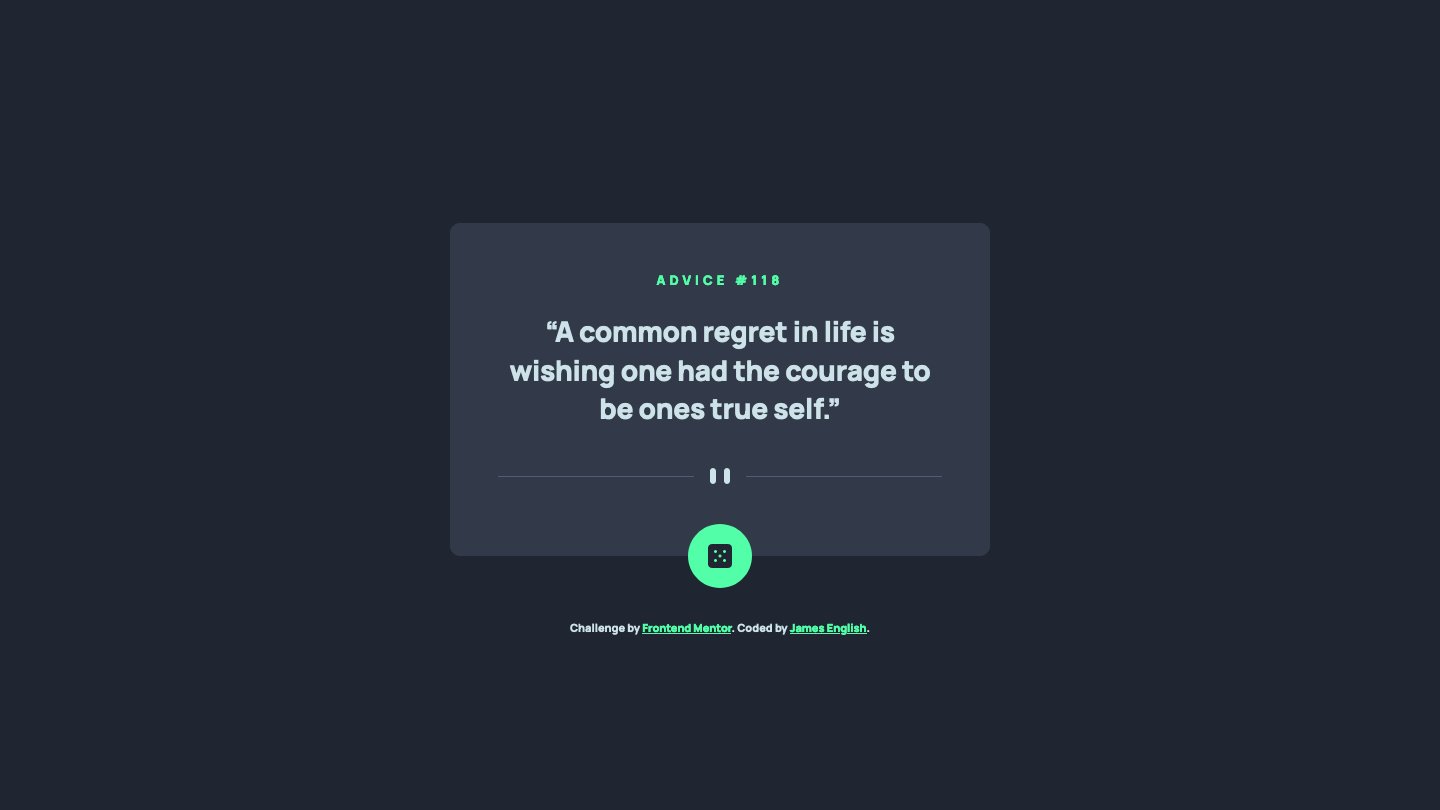 ADVICE #118
“A common regret in life is
wishing one had the courage to
be ones true self.”
Challenge by Frontend Mentor. Coded by James English.